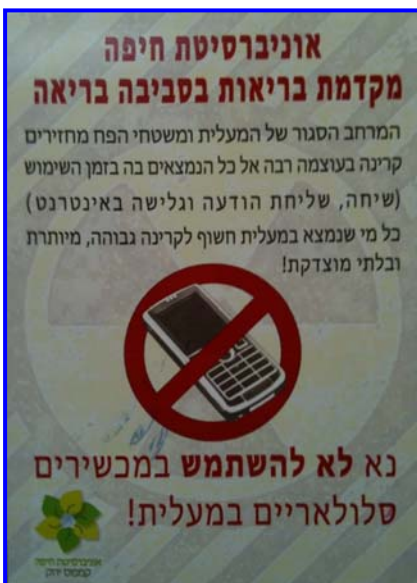 אוניברסיטת חיפה
מקדמת בריאות בסביבה בריאה
המרחב הסגור של המעלית ומשטחי הפח מחזירים
קרינה בעוצמה רבה אל כל הנמצאים בה בזמן השימוש
(שיחה, שליחת הודעה וגלישה באינטרנט)
כל מי שנמצא במעלית חשוף לקרינה גבוהה, מיותרת
ובלתי מוצדקת!
נא לא להשתמש במכשירים
סלולאריים במעלית!
אוניברסיטת חיפה
קמפוס ירוק